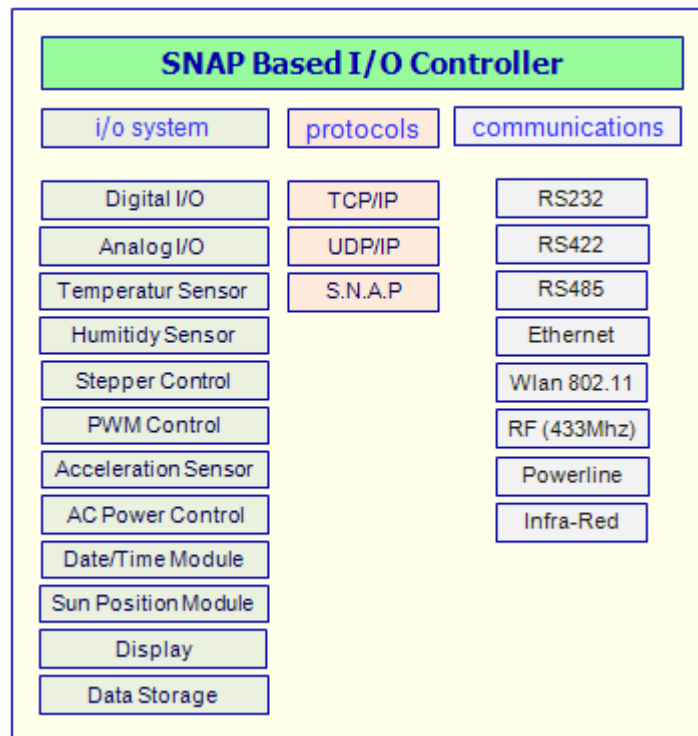 SNAP Based I/O Controller
i/o system
protocols
communications
Digital I/O
TCP/IP
RS232
Analog I/O
UDP/IP
RS422
Temperatur Sensor
S.N.A.P
RS485
Humitidy Sensor
Ethernet
Stepper Control
Wlan 802.11
PWM Control
RF (433Mhz)
Acceleration Sensor
Powerline
AC Power Control
Infra-Red
Date/Time Module
Sun Position Module
Display
Data Storage